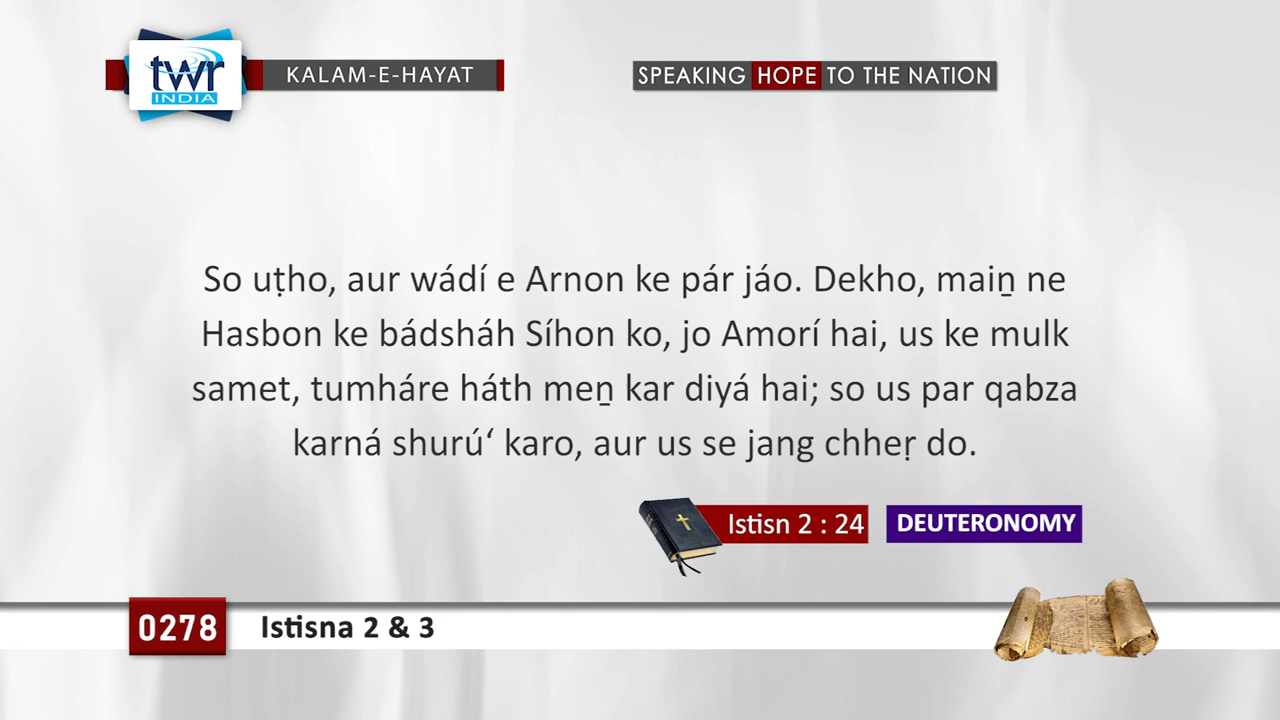 twr
INDIA
KALAM-E-HAYAT
SPEAKING HOPE TO THE NATION
So uṭho, aur wádí e Arnon ke pár jáo. Dekho, maiṉ ne
Hasbon ke bádsháh Síhon ko, jo Amorí hai, us ke mulk
samet, tumháre háth meṉ kar diyá hai; so us par qabza
karná shurú‘ karo, aur us se jang chheṛ do.
Istisn 2 : 24
DEUTERONOMY
0278
Istisna 2 & 3